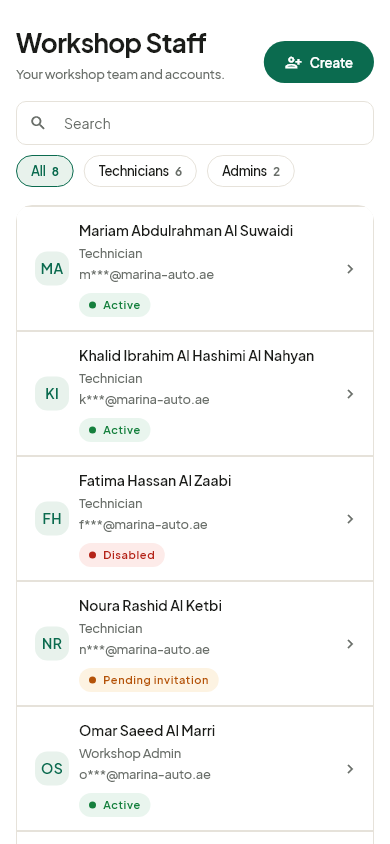 Workshop Staff
Your workshop team and accounts.
Create
Search
All 8
Technicians 6
Admins 2
MA
Mariam Abdulrahman Al Suwaidi
Technician
m***@marina-auto.ae
Active
KI
Khalid Ibrahim Al Hashimi Al Nahyan
Technician
k***@marina-auto.ae
Active
FH
Fatima Hassan Al Zaabi
Technician
f***@marina-auto.ae
Disabled
NR
Noura Rashid Al Ketbi
Technician
n***@marina-auto.ae
Pending invitation
OS
Omar Saeed Al Marri
Workshop Admin
o***@marina-auto.ae
Active